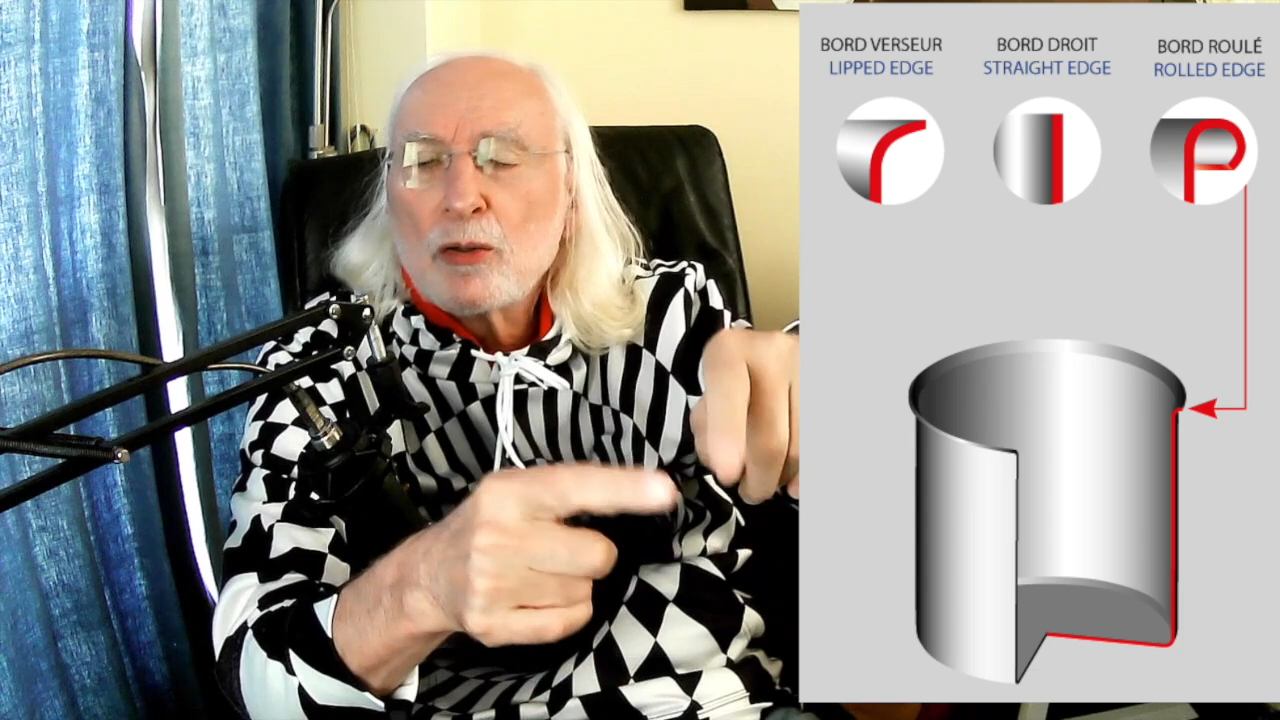 BORD VERSEUR
LIPPED EDGE
BORD DROIT
STRAIGHT EDGE
BORD ROULÉ
ROLLED EDGE